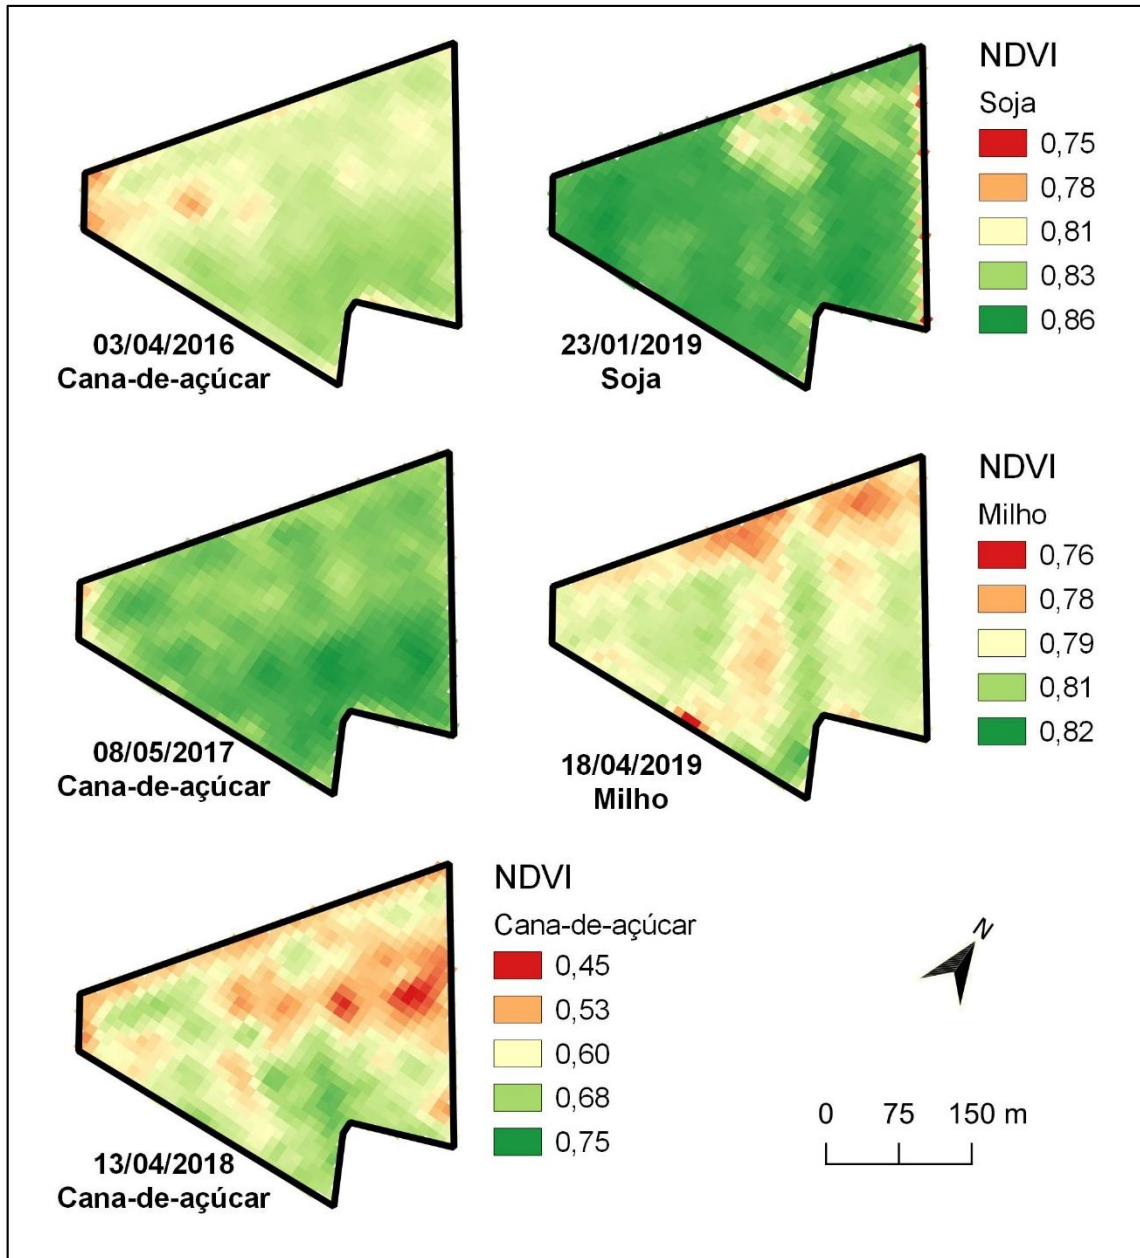 03/04/2016
Cana-de-açúcar
23/01/2019
Soja
NDVI
Soja
0,75
0,78
0,81
0,83
0,86
08/05/2017
Cana-de-açúcar
18/04/2019
Milho
NDVI
Milho
0,76
0,78
0,79
0,81
0,82
13/04/2018
Cana-de-açúcar
NDVI
Cana-de-açúcar
0,45
0,53
0,60
0,68
0,75
N
0 75 150 m